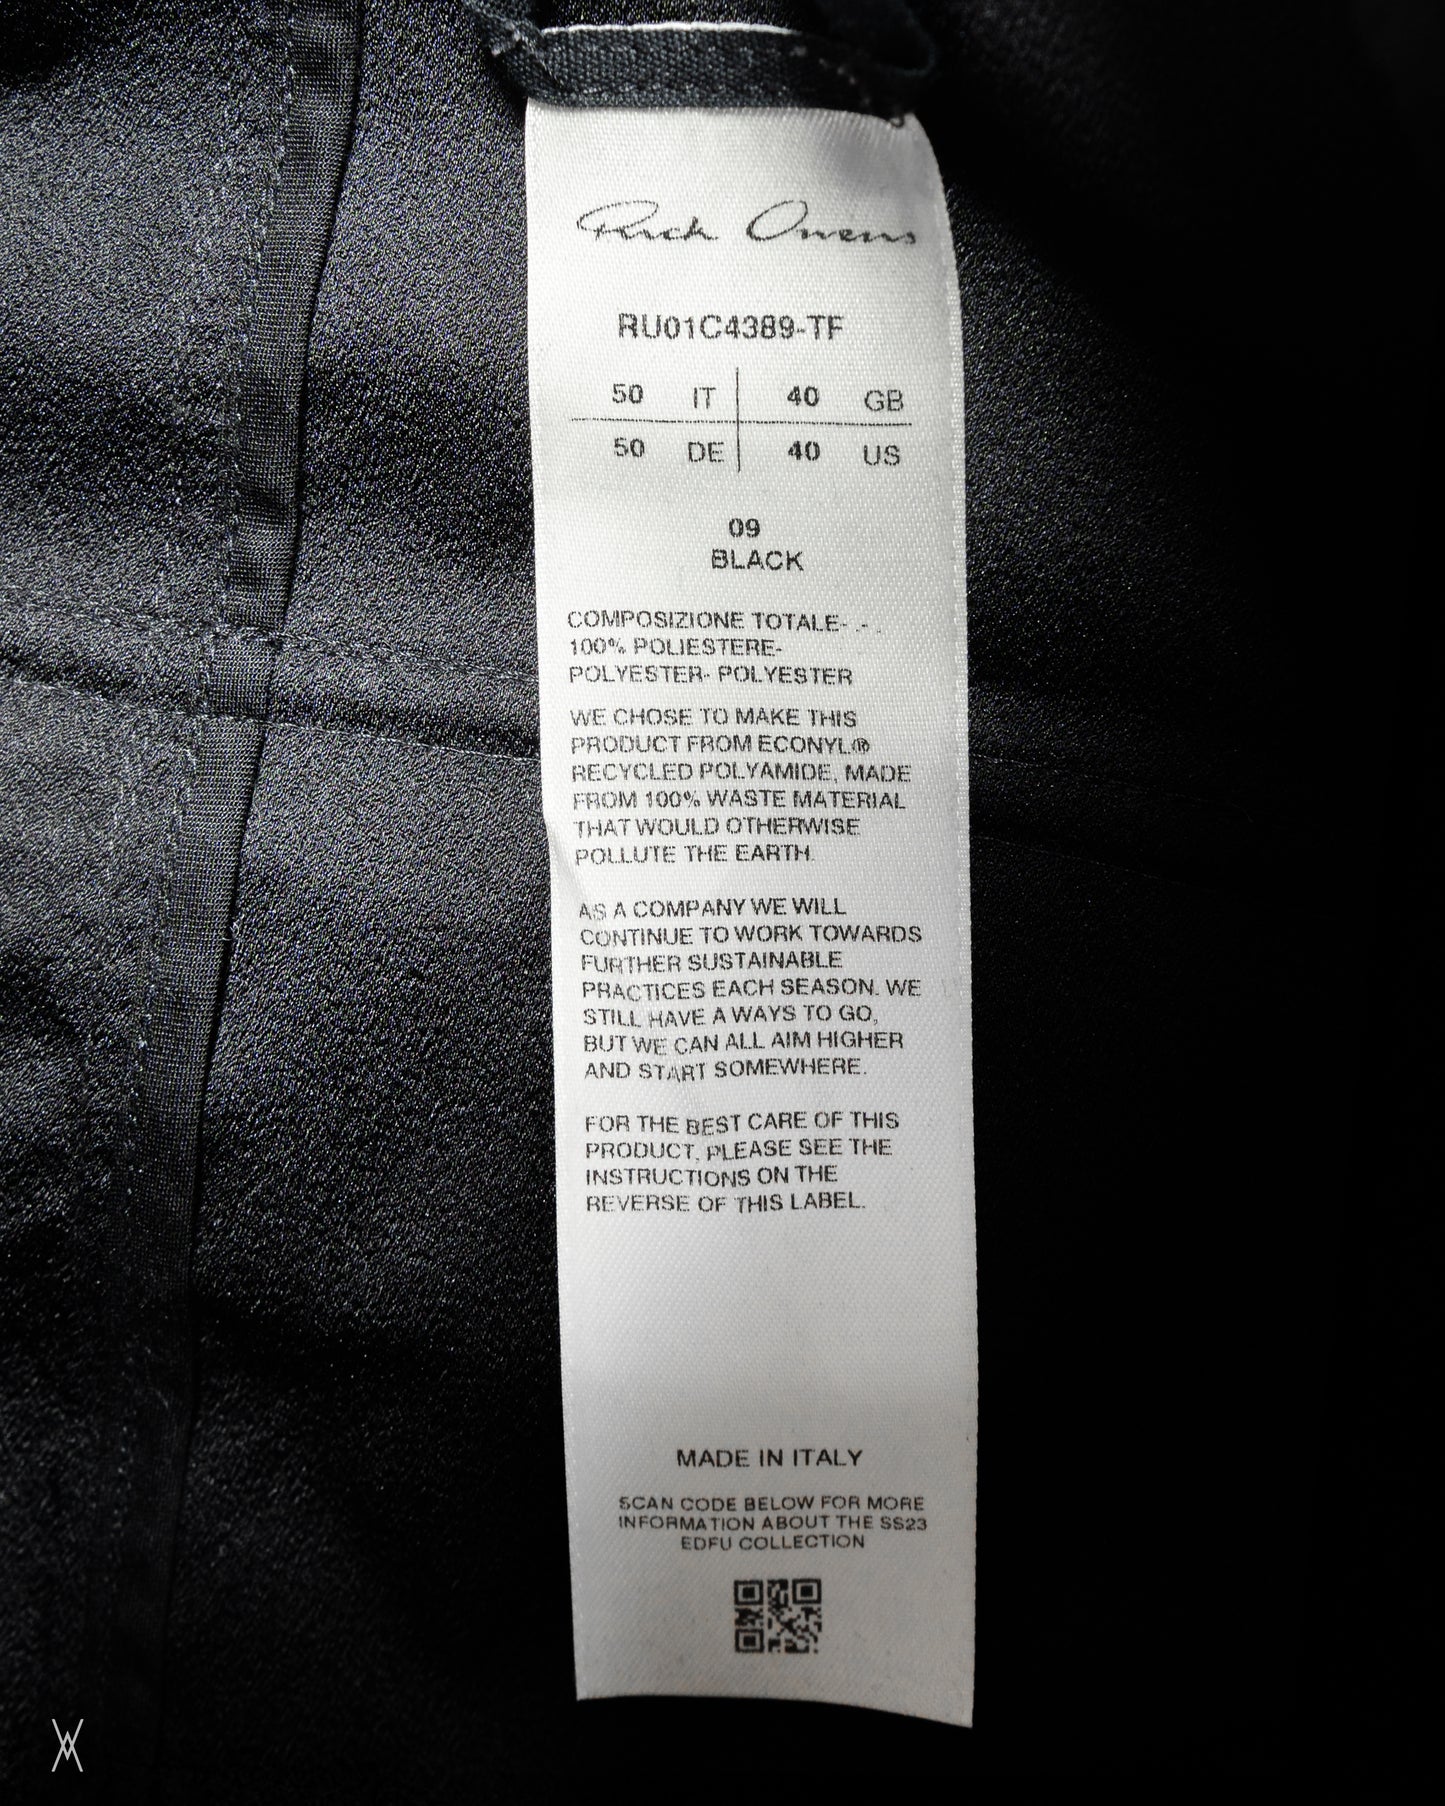 Rick Owens
RU01C4389-TF
50 IT 40 GB
50 DE 40 US
09
BLACK
COMPOSIZIONE TOTALE- .- .
100% POLIESTERE-
POLYESTER- POLYESTER
WE CHOSE TO MAKE THIS
PRODUCT FROM ECONYL®
RECYCLED POLYAMIDE, MADE
FROM 100% WASTE MATERIAL
THAT WOULD OTHERWISE
POLLUTE THE EARTH.
AS A COMPANY WE WILL
CONTINUE TO WORK TOWARDS
FURTHER SUSTAINABLE
PRACTICES EACH SEASON. WE
STILL HAVE A WAYS TO GO,
BUT WE CAN ALL AIM HIGHER
AND START SOMEWHERE.
FOR THE BEST CARE OF THIS
PRODUCT, PLEASE SEE THE
INSTRUCTIONS ON THE
REVERSE OF THIS LABEL.
MADE IN ITALY
SCAN CODE BELOW FOR MORE
INFORMATION ABOUT THE SS23
EDFU COLLECTION